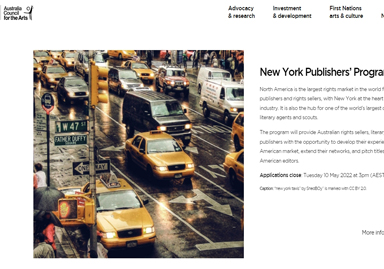 Australia
Council
for the Arts
Advocacy
& research
Investment
& development
First Nations
arts & culture
New York Publishers' Progra
North America is the largest rights market in the world f
publishers and rights sellers, with New York at the heart
industry. It is also the hub for one of the world's largest c
literary agents and scouts.
The program will provide Australian rights sellers, literar
publishers with the opportunity to develop their experie
American market, extend their networks, and pitch titles
American editors.
Applications close: Tuesday 10 May 2022 at 3pm (AEST
Caption: "new york taxis" by
is marked with CC BY 2.0.
More info
W 47 ST
FATHER DUFFY